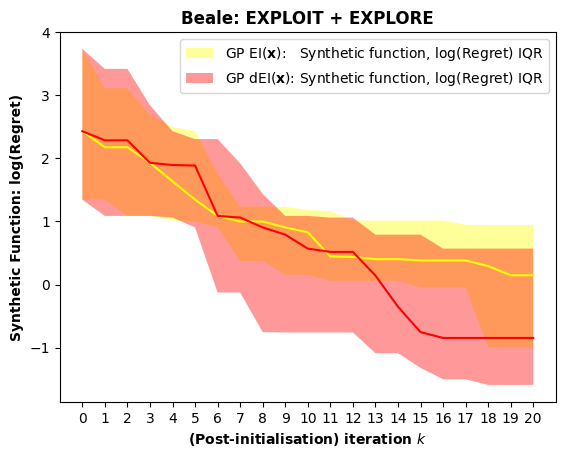 Beale: EXPLOIT + EXPLORE
GP EI(x): Synthetic function, log(Regret) IQR
GP dEI(x): Synthetic function, log(Regret) IQR
Synthetic Function: log(Regret)
4
3
2
1
0
−1
0 1 2 3 4 5 6 7 8 9 10 11 12 13 14 15 16 17 18 19 20
(Post-initialisation) iteration k